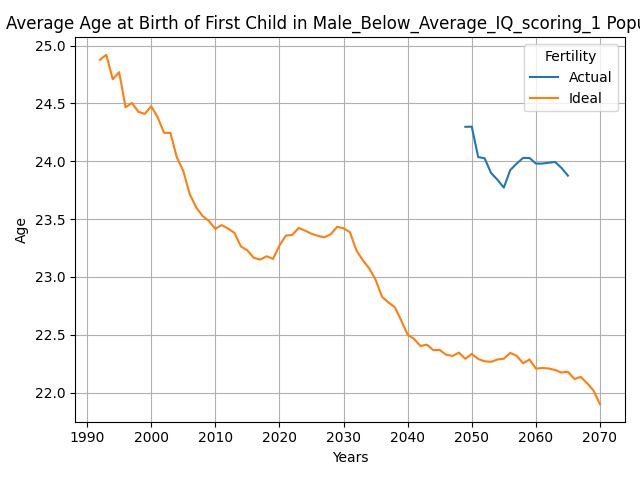 Average Age at Birth of First Child in Male_Below_Average_IQ_scoring_1
Fertility
Actual
Ideal
25.0
24.5
24.0
23.5
23.0
22.5
22.0
Age
1990 2000 2010 2020 2030 2040 2050 2060 2070
Years